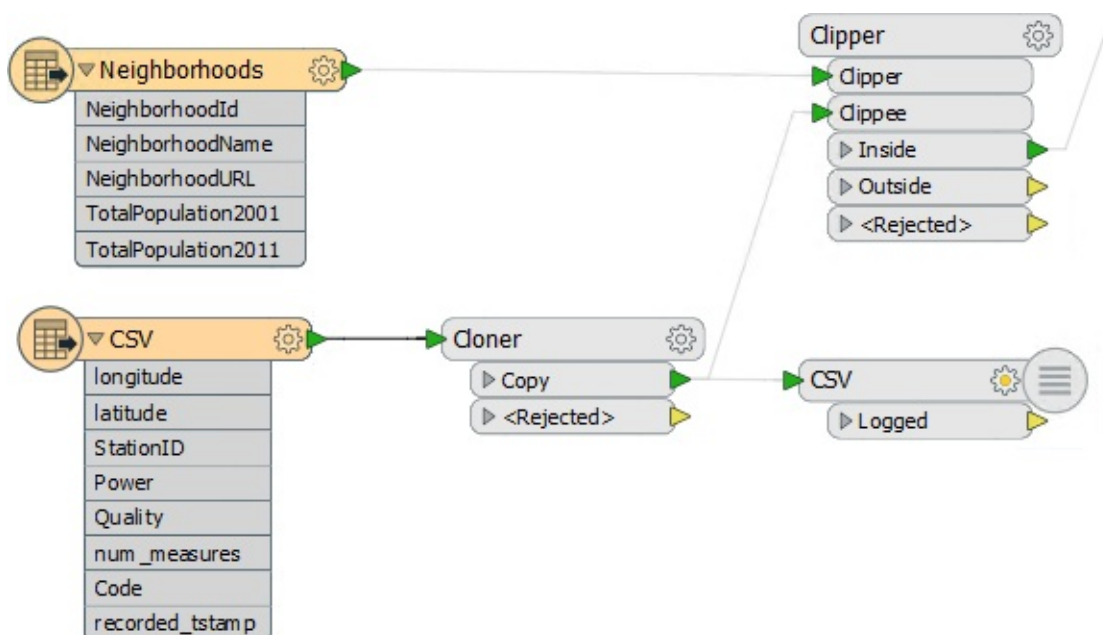 Neighborhoods
NeighborhoodId
NeighborhoodName
NeighborhoodURL
TotalPopulation2001
TotalPopulation2011
Clipper
Clipper
Clippee
Inside
Outside
<Rejected>
CSV
longitude
latitude
StationID
Power
Quality
num_measures
Code
recorded_tstamp
Cloner
Copy
<Rejected>
CSV
Logged